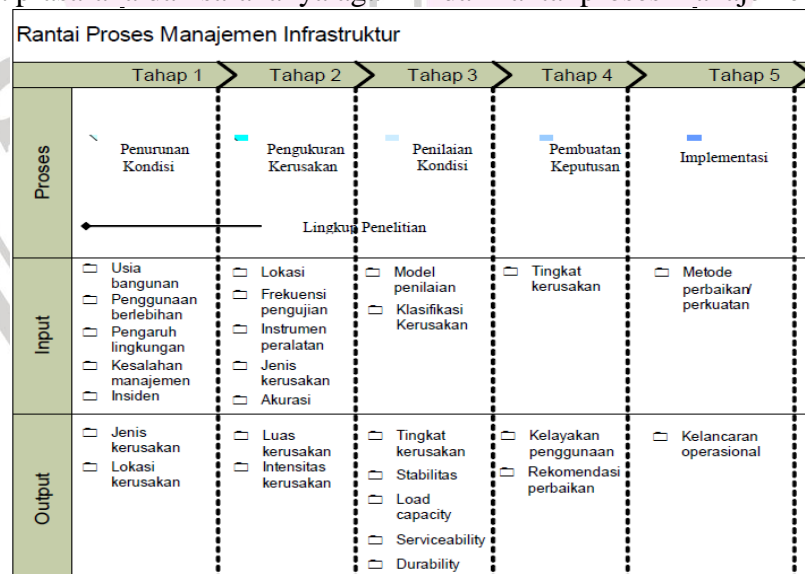 Rantai Proses Manajemen Infrastruktur
Tahap 1
Tahap 2
Tahap 3
Tahap 4
Tahap 5
Proses
Penurunan
Kondisi
Pengukuran
Kerusakan
Penilaian
Kondisi
Pembuatan
Keputusan
Implementasi
Lingkup Penelitian
Input
Usia
bangunan
Penggunaan
berlebihan
Pengaruh
lingkungan
Kesalahan
manajemen
Insiden
Lokasi
Frekuensi
pengujian
Instrumen
peralatan
Jenis
kerusakan
Akurasi
Model
penilaian
Klasifikasi
Kerusakan
Tingkat
kerusakan
Metode
perbaikan/
perkuatan
Output
Jenis
kerusakan
Lokasi
kerusakan
Luas
kerusakan
Intensitas
kerusakan
Tingkat
kerusakan
Stabilitas
Load
capacity
Serviceability
Durability
Kelayakan
penggunaan
Rekomendasi
perbaikan
Kelancaran
operasional